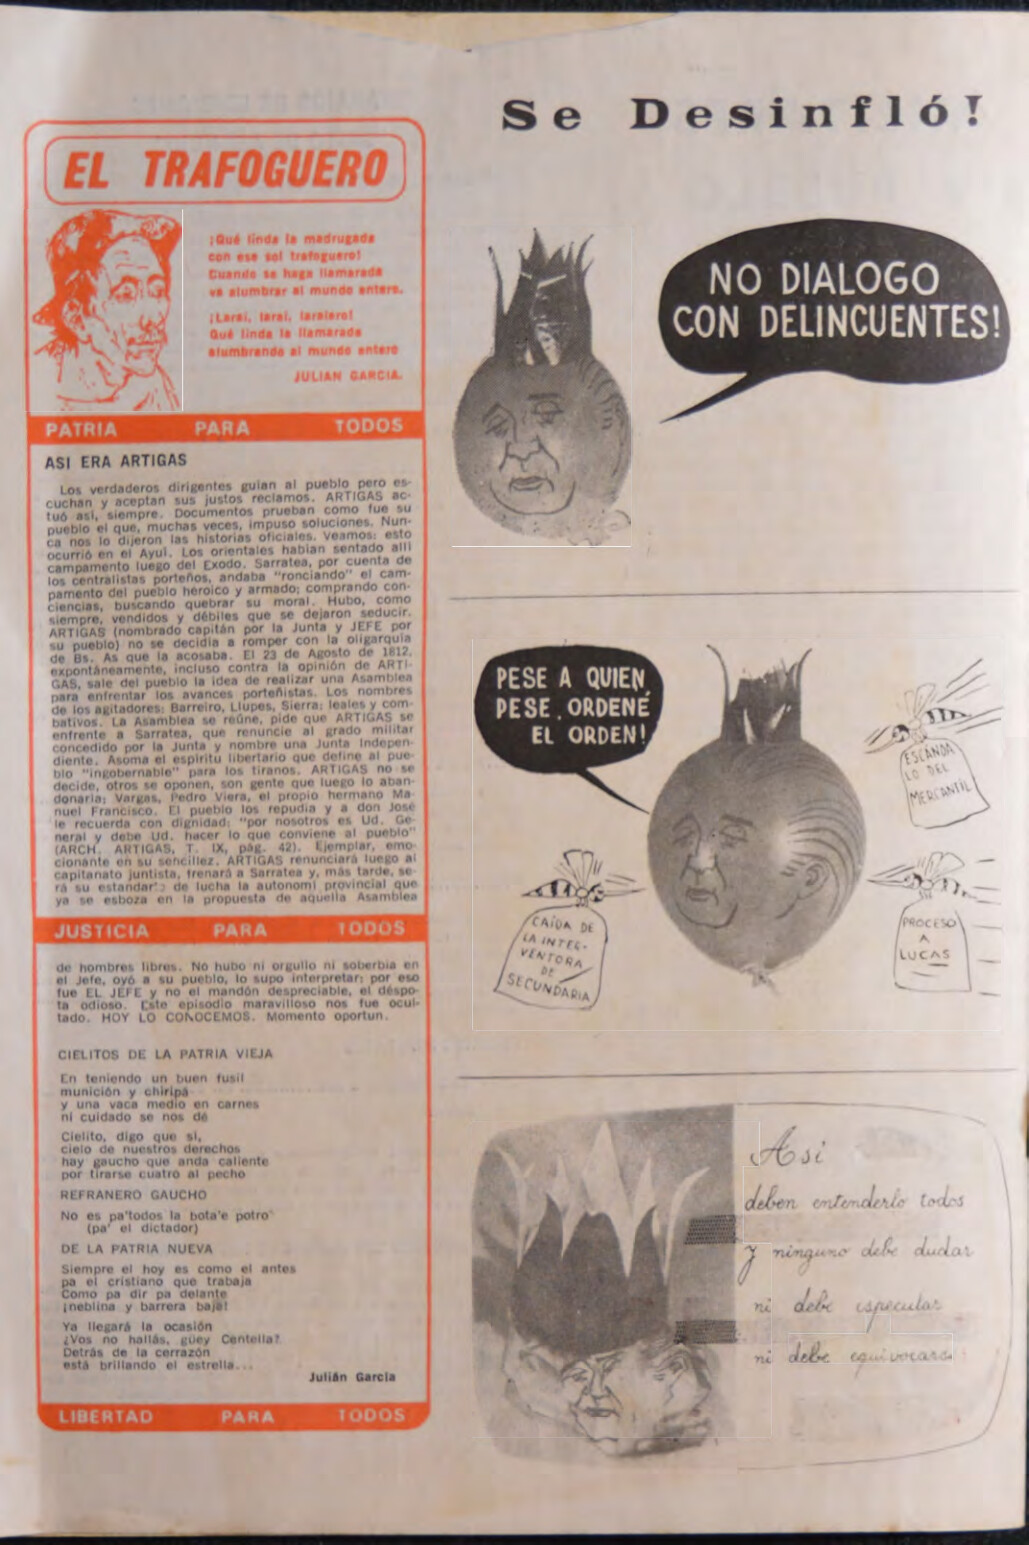 EL TRAFOGUERO
¡Qué linda la madrugada
con ese sol trafoguero!
Cuando se haga llamarada
va alumbrar al mundo entero.
¡Laraí, laraí, laralero!
Qué linda la llamarada
alumbrando al mundo entero
JULIAN GARCIA.
PATRIA PARA TODOS
ASI ERA ARTIGAS
Los verdaderos dirigentes guían al pueblo pero es-
cuchan y aceptan sus justos reclamos. ARTIGAS ac-
tuó así, siempre. Documentos prueban como fue su
pueblo el que, muchas veces, impuso soluciones. Nun-
ca nos lo dijeron las historias oficiales. Veamos: esto
ocurrió en el Ayuí. Los orientales habían sentado allí
campamento luego del Exodo. Sarratea, por cuenta de
los centralistas porteños, andaba "ronciando" el cam-
pamento del pueblo heroico y armado; comprando con-
ciencias, buscando quebrar su moral. Hubo, como
siempre, vendidos y débiles que se dejaron seducir.
ARTIGAS (nombrado capitán por la Junta y JEFE por
su pueblo) no se decidía a romper con la oligarquía
de Bs. As que la acosaba. El 23 de Agosto de 1812,
expontáneamente, incluso contra la opinión de ARTI-
GAS, sale del pueblo la idea de realizar una Asamblea
para enfrentar los avances porteñistas. Los nombres
de los agitadores: Barreiro, Llupes, Sierra: leales y com-
bativos. La Asamblea se reúne, pide que ARTIGAS se
enfrente a Sarratea, que renuncie al grado militar
concedido por la Junta y nombre una Junta Indepen-
diente. Asoma el espíritu libertario que define al pue-
blo "ingobernable" para los tiranos. ARTIGAS no se
decide, otros se oponen, son gente que luego lo aban-
donaría; Vargas, Pedro Viera, el propio hermano Ma-
nuel Francisco. El pueblo los repudia y a don José
le recuerda con dignidad: "por nosotros es Ud. Ge-
neral y debe Ud. hacer lo que conviene al pueblo"
(ARCH. ARTIGAS, T. IX, pág. 42). Ejemplar, emo-
cionante en su sencillez. ARTIGAS renunciará luego al
capitanato juntista, frenará a Sarratea y, más tarde, se-
rá su de lucha la autonomí provincial que
ya se esboza en la propuesta de aquella Asamblea
JUSTICIA PARA TODOS
de hombres libres. No hubo ni orgullo ni soberbia en
el Jefe, oyó a su pueblo, lo supo interpretar: por eso
fue EL JEFE y no el mandón despreciable, el déspo-
ta odioso. Este episodio maravilloso nos fue ocul-
tado. HOY LO CONOCEMOS. Momento oportun.
CIELITOS DE LA PATRIA VIEJA
En teniendo un buen fusil
munición y chiripá
y una vaca medio en carnes
ni cuidado se nos dé
Cielito, digo que sí,
cielo de nuestros derechos
hay gaucho que anda caliente
por tirarse cuatro al pecho
REFRANERO GAUCHO
No es pa'todos la bota'e potro
(pa' el dictador)
DE LA PATRIA NUEVA
Siempre el hoy es como el antes
pa el cristiano que trabaja
Como pa dir pa delante
¡neblina y barrera baja!
Ya llegará la ocasión
¿Vos no hallás, güey Centella?
Detrás de la cerrazón
está brillando el estrella...
Julián García
LIBERTAD PARA TODOS
Se Desinfló!
NO DIALOGO
CON DELINCUENTES!
PESE A QUIEN
PESE, ORDENÉ
EL ORDEN!
ESCÁNDA
LO DEL
MERCANTIL
CAÍDA DE
LA INTER-
VENTORA
DE
SECUNDARIA
PROCESO
A
LUCAS
Así
deben entenderlo todos
y ninguno debe dudar
ni debe especular
ni debe equivocarse